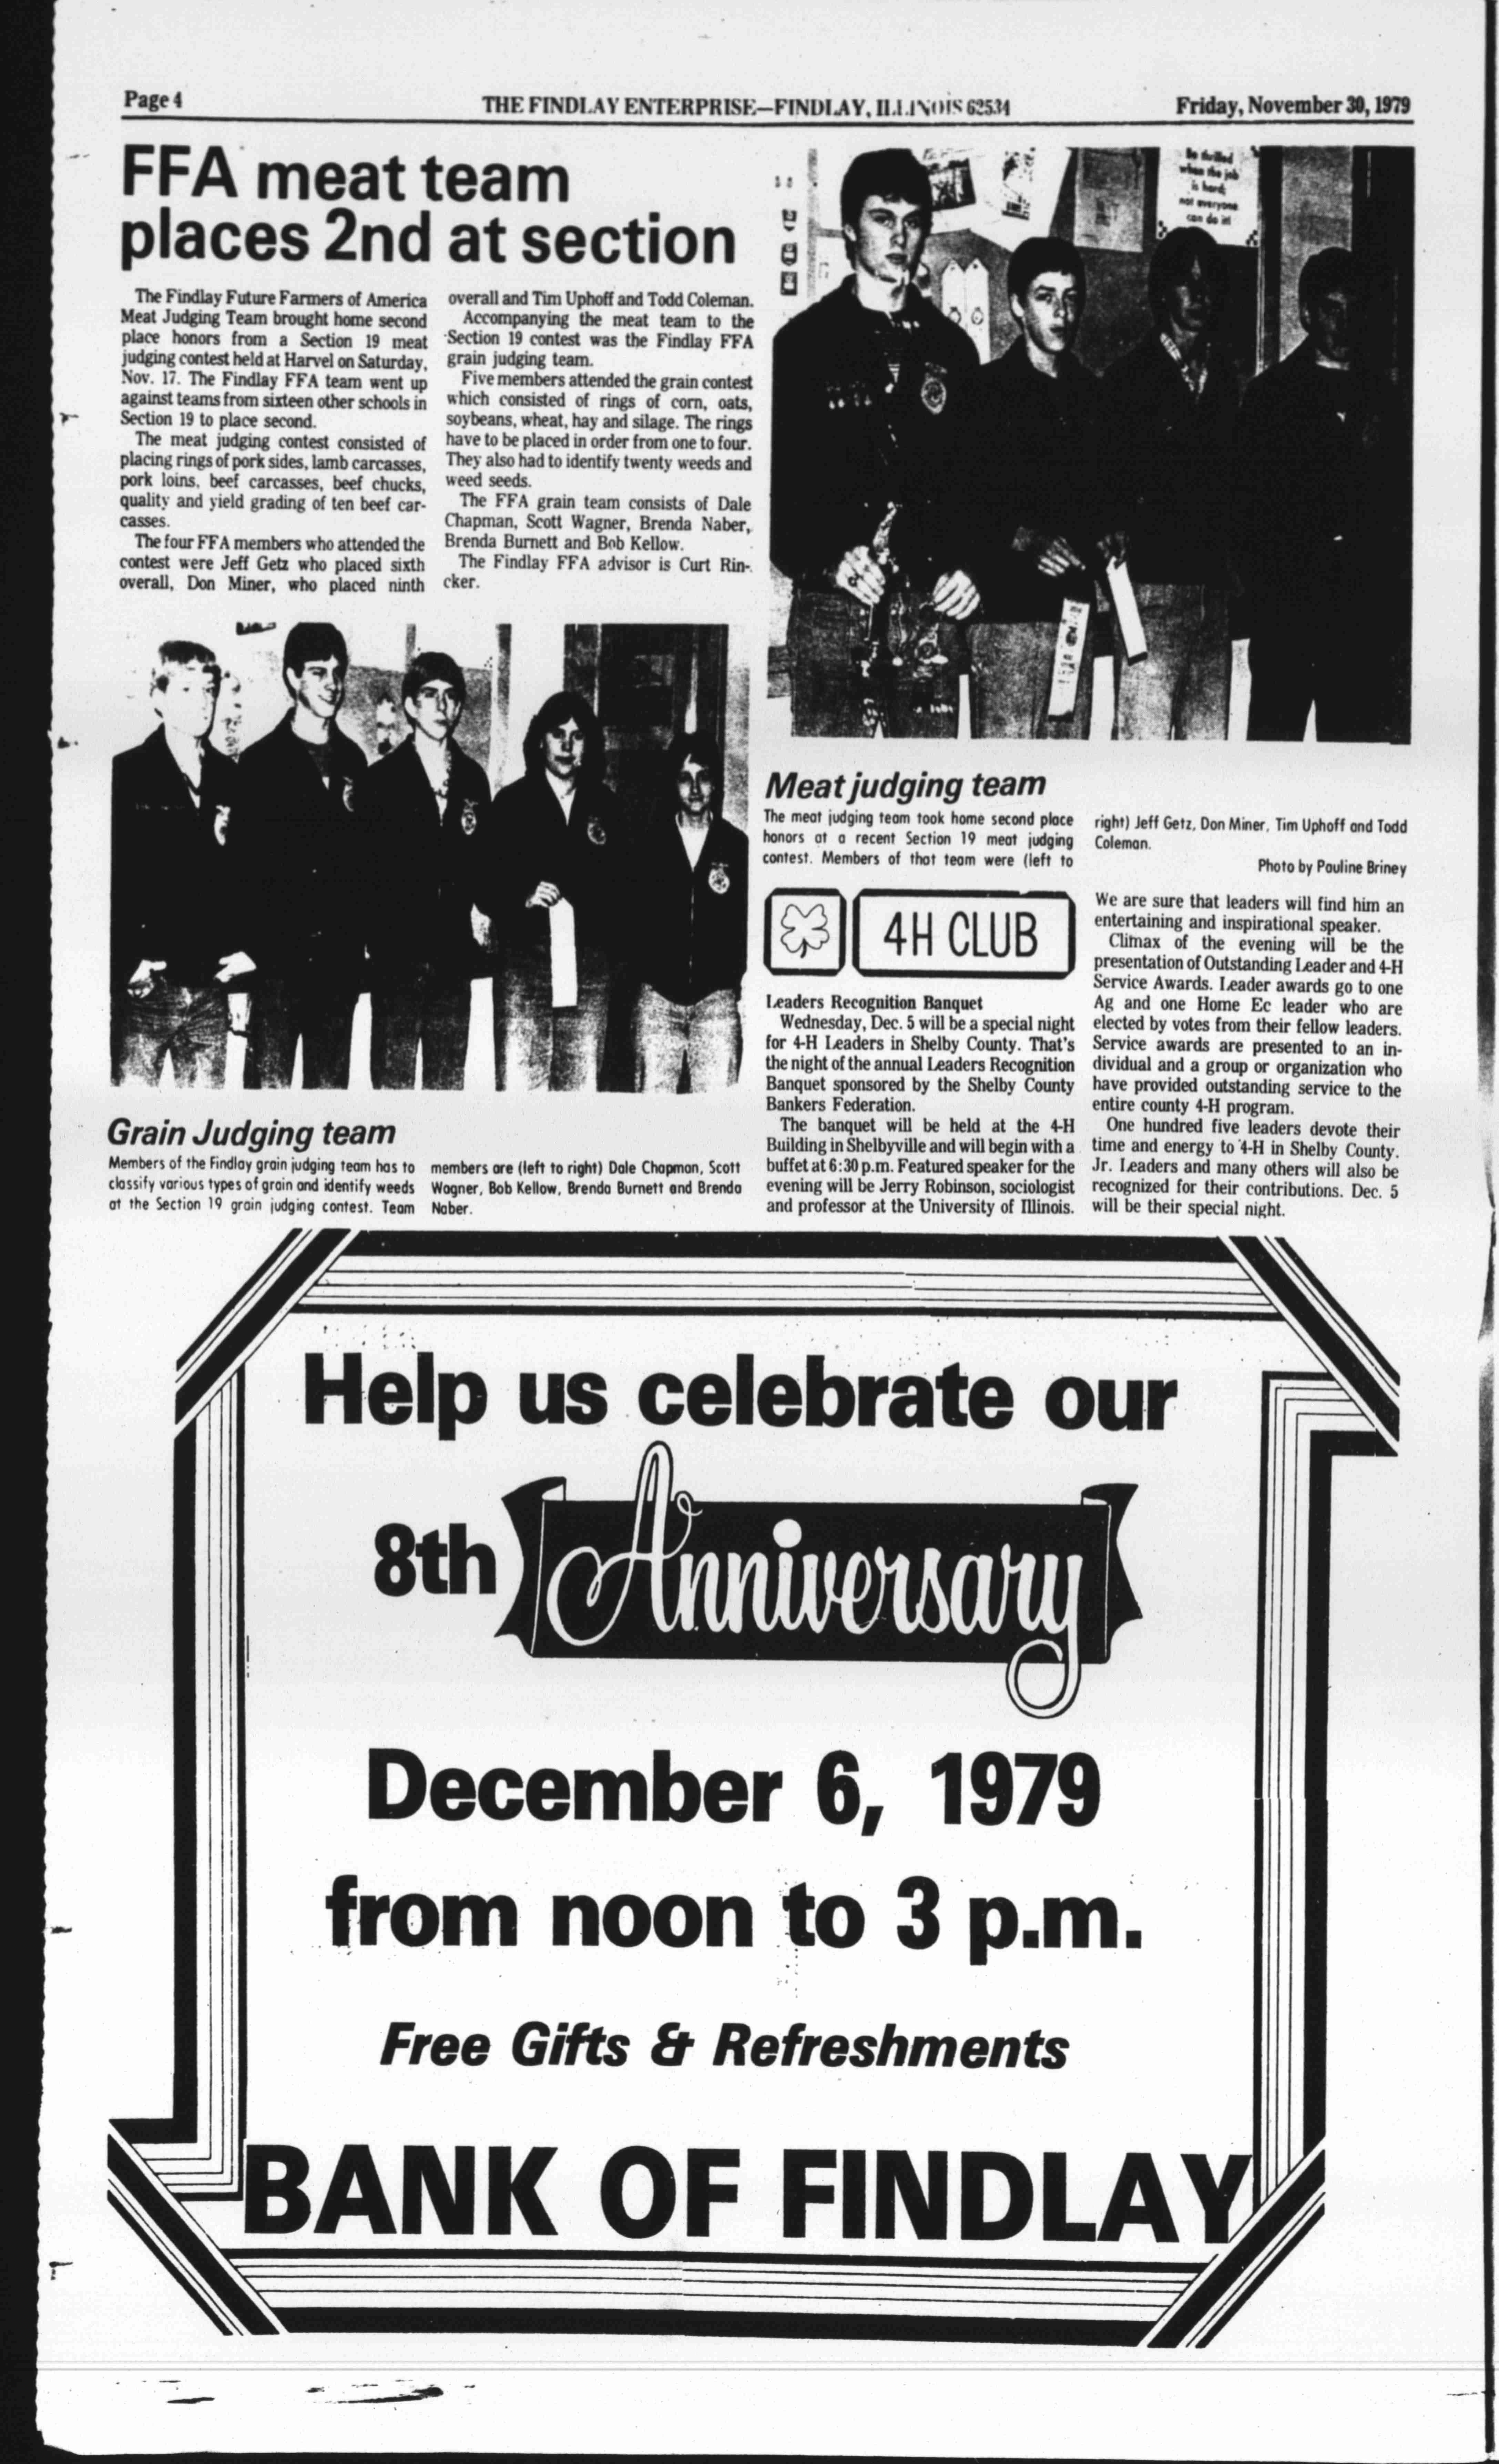 Page 4
THE FINDLAY ENTERPRISE—FINDLAY, ILLINOIS 62534
Friday, November 30, 1979
FFA meat team
places 2nd at section
The Findlay Future Farmers of America
Meat Judging Team brought home second
place honors from a Section 19 meat
judging contest held at Harvel on Saturday,
Nov. 17. The Findlay FFA team went up
against teams from sixteen other schools in
Section 19 to place second.
The meat judging contest consisted of
placing rings of pork sides, lamb carcasses,
pork loins, beef carcasses, beef chucks,
quality and yield grading of ten beef car-
casses.
The four FFA members who attended the
contest were Jeff Getz who placed sixth
overall, Don Miner, who placed ninth
overall and Tim Uphoff and Todd Coleman.
Accompanying the meat team to the
Section 19 contest was the Findlay FFA
grain judging team.
Five members attended the grain contest
which consisted of rings of corn, oats,
soybeans, wheat, hay and silage. The rings
have to be placed in order from one to four.
They also had to identify twenty weeds and
weed seeds.
The FFA grain team consists of Dale
Chapman, Scott Wagner, Brenda Naber,
Brenda Burnett and Bob Kellow.
The Findlay FFA advisor is Curt Rin-
cker.
Be thrilled
when the job
is hard;
not everyone
can do it!
Meat judging team
The meat judging team took home second place
honors at a recent Section 19 meat judging
contest. Members of that team were (left to
right) Jeff Getz, Don Miner, Tim Uphoff and Todd
Coleman.
Photo by Pauline Briney
Grain Judging team
Members of the Findlay grain judging team has to
classify various types of grain and identify weeds
at the Section 19 grain judging contest. Team
members are (left to right) Dale Chapman, Scott
Wagner, Bob Kellow, Brenda Burnett and Brenda
Naber.
4H CLUB
Leaders Recognition Banquet
Wednesday, Dec. 5 will be a special night
for 4-H Leaders in Shelby County. That's
the night of the annual Leaders Recognition
Banquet sponsored by the Shelby County
Bankers Federation.
The banquet will be held at the 4-H
Building in Shelbyville and will begin with a
buffet at 6:30 p.m. Featured speaker for the
evening will be Jerry Robinson, sociologist
and professor at the University of Illinois.
We are sure that leaders will find him an
entertaining and inspirational speaker.
Climax of the evening will be the
presentation of Outstanding Leader and 4-H
Service Awards. Leader awards go to one
Ag and one Home Ec leader who are
elected by votes from their fellow leaders.
Service awards are presented to an in-
dividual and a group or organization who
have provided outstanding service to the
entire county 4-H program.
One hundred five leaders devote their
time and energy to 4-H in Shelby County.
Jr. Leaders and many others will also be
recognized for their contributions. Dec. 5
will be their special night.
Help us celebrate our
8th Anniversary
December 6, 1979
from noon to 3 p.m.
Free Gifts & Refreshments
BANK OF FINDLAY